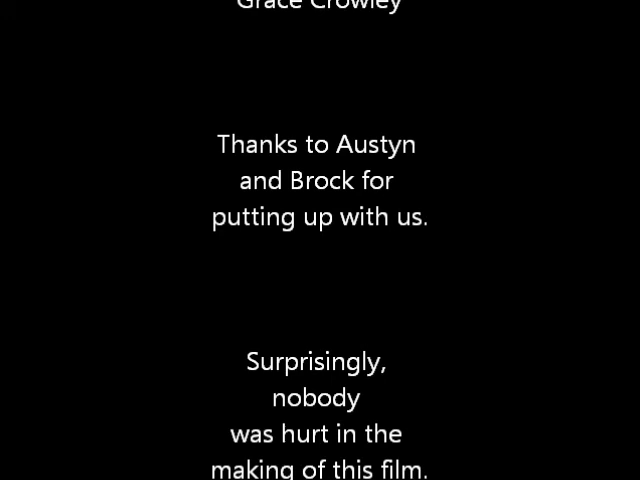 Grace Crowley
Thanks to Austyn
and Brock for
putting up with us.
Surprisingly,
nobody
was hurt in the
making of this film.